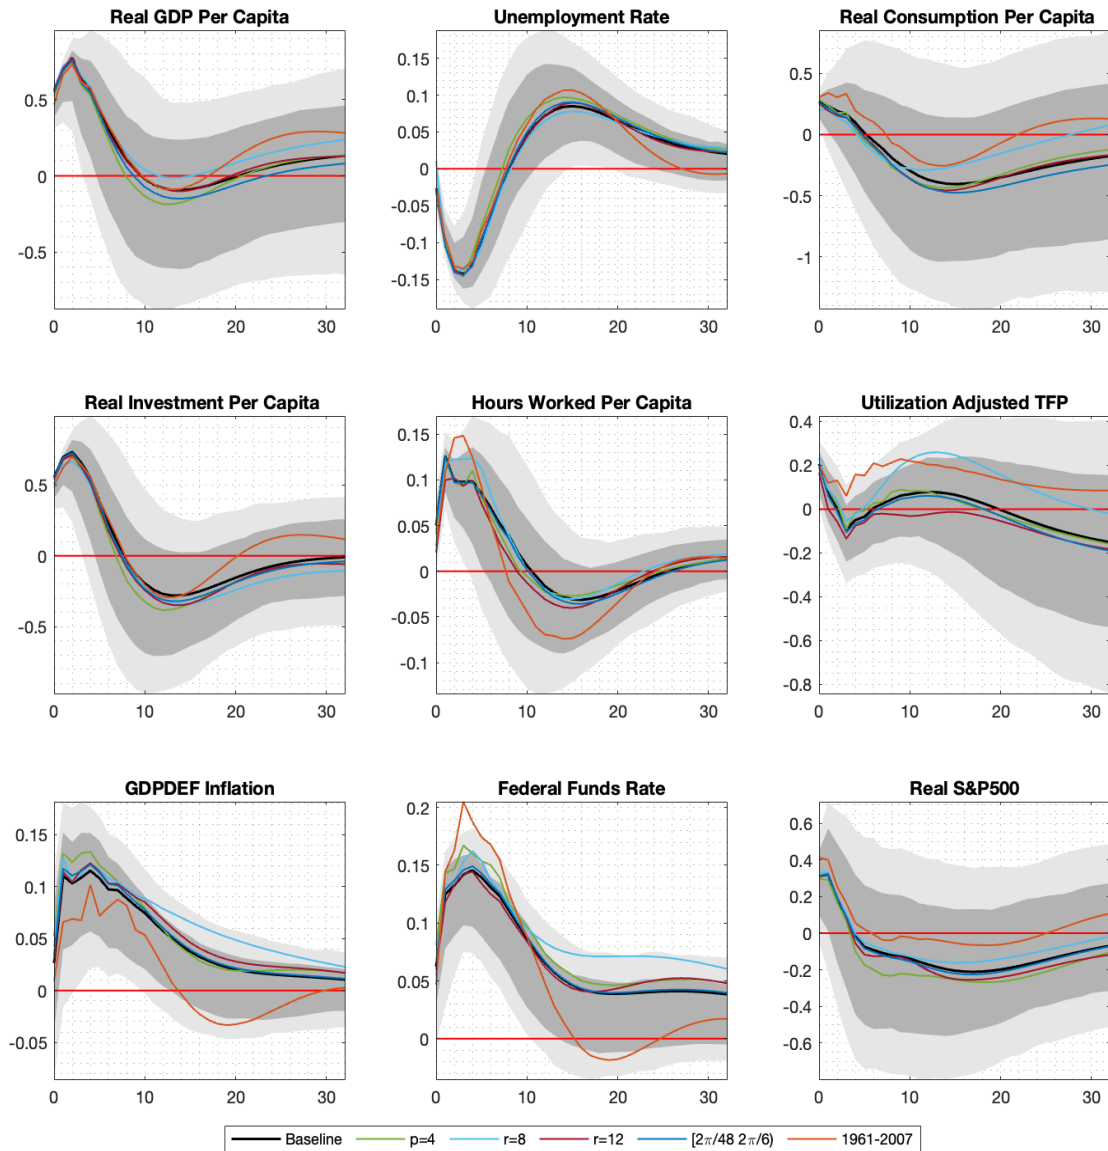 Real GDP Per Capita
0.5
0
-0.5
0 10 20 30
Unemployment Rate
0.15
0.1
0.05
0
-0.05
-0.1
-0.15
0 10 20 30
Real Consumption Per Capita
0.5
0
-0.5
-1
0 10 20 30
Real Investment Per Capita
0.5
0
-0.5
0 10 20 30
Hours Worked Per Capita
0.15
0.1
0.05
0
-0.05
-0.1
0 10 20 30
Utilization Adjusted TFP
0.4
0.2
0
-0.2
-0.4
-0.6
-0.8
0 10 20 30
GDPDEF Inflation
0.15
0.1
0.05
0
-0.05
0 10 20 30
Federal Funds Rate
0.2
0.15
0.1
0.05
0
0 10 20 30
Real S&P500
0.6
0.4
0.2
0
-0.2
-0.4
-0.6
0 10 20 30
Baseline p=4 r=8 r=12 [2π/48 2π/6) 1961-2007